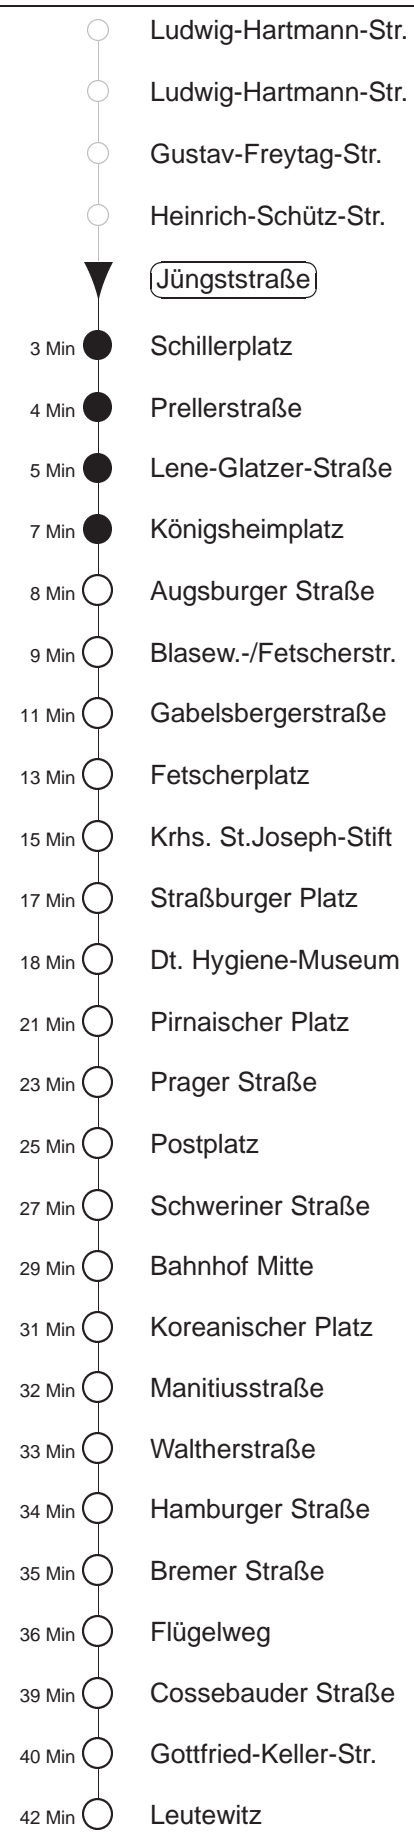 Ludwig-Hartmann-Str.
Ludwig-Hartmann-Str.
Gustav-Freytag-Str.
Heinrich-Schütz-Str.
Jüngststraße
3 Min Schillerplatz
4 Min Prellerstraße
5 Min Lene-Glatzer-Straße
7 Min Königsheimplatz
8 Min Augsburger Straße
9 Min Blasew.-/Fetscherstr.
11 Min Gabelsbergerstraße
13 Min Fetscherplatz
15 Min Krhs. St.Joseph-Stift
17 Min Straßburger Platz
18 Min Dt. Hygiene-Museum
21 Min Pirnaischer Platz
23 Min Prager Straße
25 Min Postplatz
27 Min Schweriner Straße
29 Min Bahnhof Mitte
31 Min Koreanischer Platz
32 Min Manitiusstraße
33 Min Waltherstraße
34 Min Hamburger Straße
35 Min Bremer Straße
36 Min Flügelweg
39 Min Cossebauder Straße
40 Min Gottfried-Keller-Str.
42 Min Leutewitz